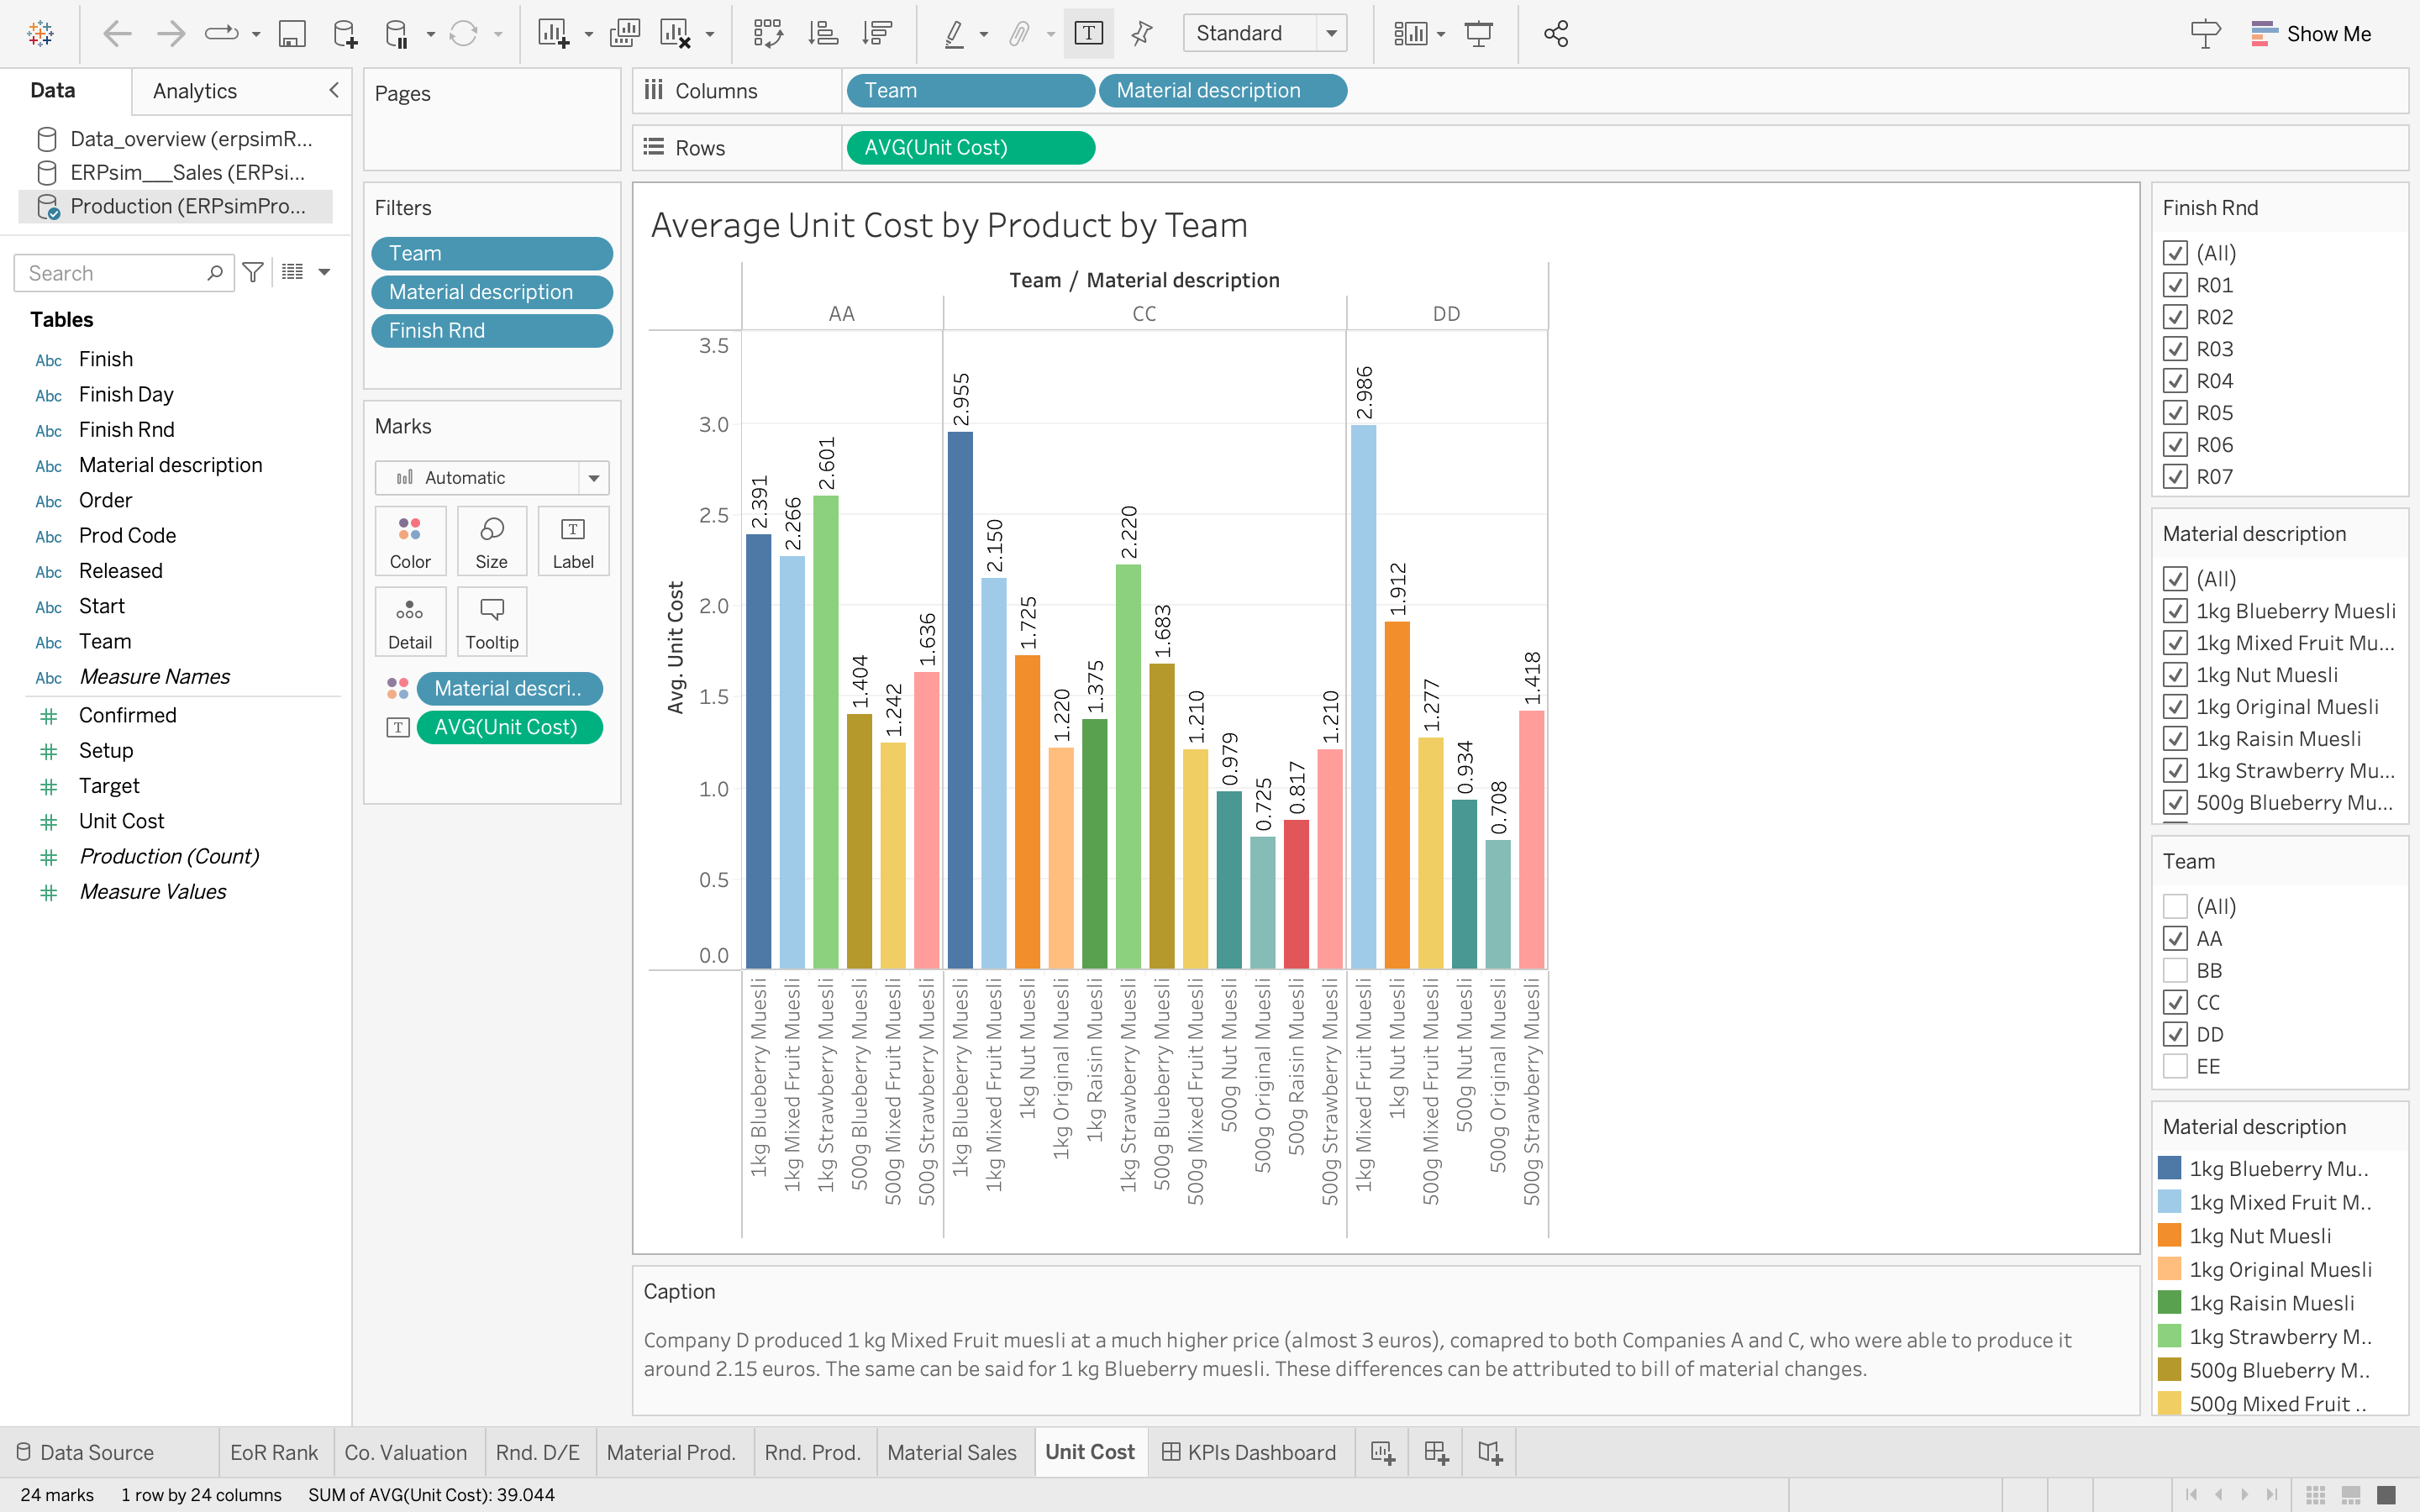 Standard
Show Me
Data
Analytics
Data_overview (erpsimR...
ERPsim___Sales (ERPsi...
Production (ERPsimPro...
Search
Tables
Abc Finish
Abc Finish Day
Abc Finish Rnd
Abc Material description
Abc Order
Abc Prod Code
Abc Released
Abc Start
Abc Team
Abc Measure Names
Confirmed
Setup
Target
Unit Cost
Production (Count)
Measure Values
Pages
Filters
Team
Material description
Finish Rnd
Marks
Automatic
Color
Size
T
Label
Detail
Tooltip
Material descri..
T AVG(Unit Cost)
Columns
Team
Material description
Rows
AVG(Unit Cost)
Average Unit Cost by Product by Team
Team / Material description
AA
CC
DD
Avg. Unit Cost
3.5
3.0
2.5
2.0
1.5
1.0
0.5
0.0
2.391
2.266
2.601
1.404
1.242
1.636
2.955
2.150
1.725
1.220
1.375
2.220
1.683
1.210
0.979
0.725
0.817
1.210
2.986
1.912
1.277
0.934
0.708
1.418
1kg Blueberry Muesli
1kg Mixed Fruit Muesli
1kg Strawberry Muesli
500g Blueberry Muesli
500g Mixed Fruit Muesli
500g Strawberry Muesli
1kg Blueberry Muesli
1kg Mixed Fruit Muesli
1kg Nut Muesli
1kg Original Muesli
1kg Raisin Muesli
1kg Strawberry Muesli
500g Blueberry Muesli
500g Mixed Fruit Muesli
500g Nut Muesli
500g Original Muesli
500g Raisin Muesli
500g Strawberry Muesli
1kg Mixed Fruit Muesli
1kg Nut Muesli
500g Mixed Fruit Muesli
500g Nut Muesli
500g Original Muesli
500g Strawberry Muesli
Caption
Company D produced 1 kg Mixed Fruit muesli at a much higher price (almost 3 euros), comapred to both Companies A and C, who were able to produce it
around 2.15 euros. The same can be said for 1 kg Blueberry muesli. These differences can be attributed to bill of material changes.
Finish Rnd
(All)
R01
R02
R03
R04
R05
R06
R07
Material description
(All)
1kg Blueberry Muesli
1kg Mixed Fruit Mu...
1kg Nut Muesli
1kg Original Muesli
1kg Raisin Muesli
1kg Strawberry Mu...
500g Blueberry Mu...
Team
(All)
AA
BB
CC
DD
EE
Material description
1kg Blueberry Mu..
1kg Mixed Fruit M..
1kg Nut Muesli
1kg Original Muesli
1kg Raisin Muesli
1kg Strawberry M..
500g Blueberry M..
500g Mixed Fruit ..
Data Source
EoR Rank
Co. Valuation
Rnd. D/E
Material Prod.
Rnd. Prod.
Material Sales
Unit Cost
KPIs Dashboard
24 marks
1 row by 24 columns
SUM of AVG(Unit Cost): 39.044